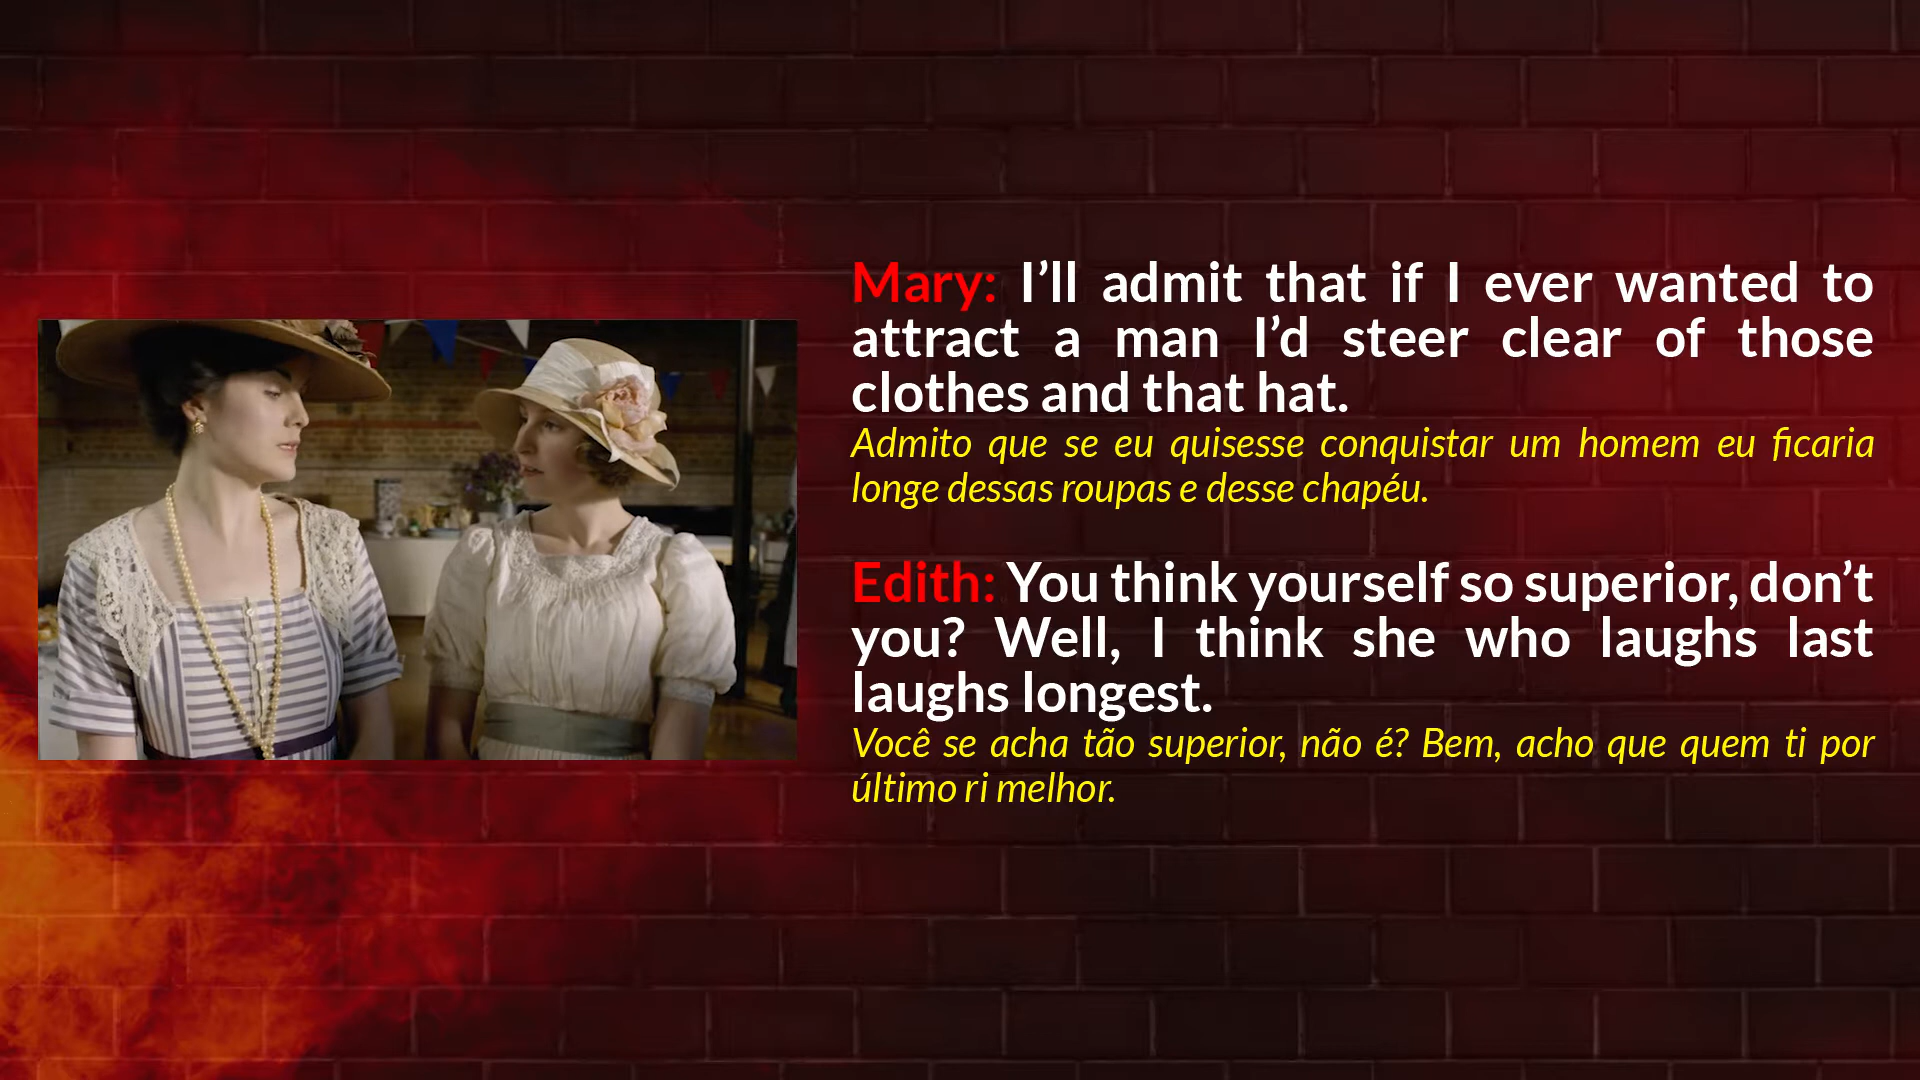 Mary: I’ll admit that if I ever wanted to
attract a man I’d steer clear of those
clothes and that hat.
Admito que se eu quisesse conquistar um homem eu ficaria
longe dessas roupas e desse chapéu.
Edith: You think yourself so superior, don’t
you? Well, I think she who laughs last
laughs longest.
Você se acha tão superior, não é? Bem, acho que quem ti por
último ri melhor.